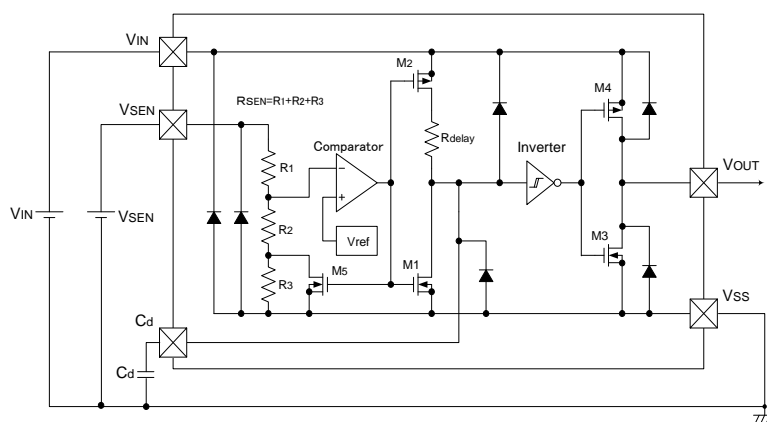 VIN
M2
M4
VSEN
RSEN=R1+R2+R3
Comparator
Rdelay
Inverter
R1
VOUT
VIN
VSEN
R2
Vref
M3
M5
M1
R3
VSS
Cd
Cd